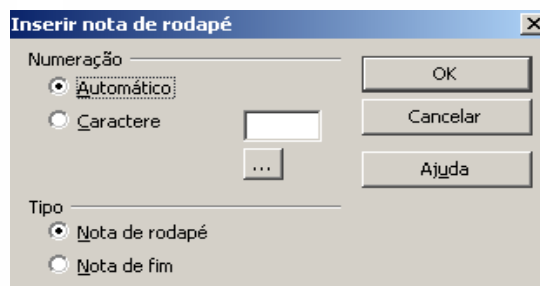 Inserir nota de rodapé
Numeração
Automático
Caractere
...
OK
Cancelar
Ajuda
Tipo
Nota de rodapé
Nota de fim